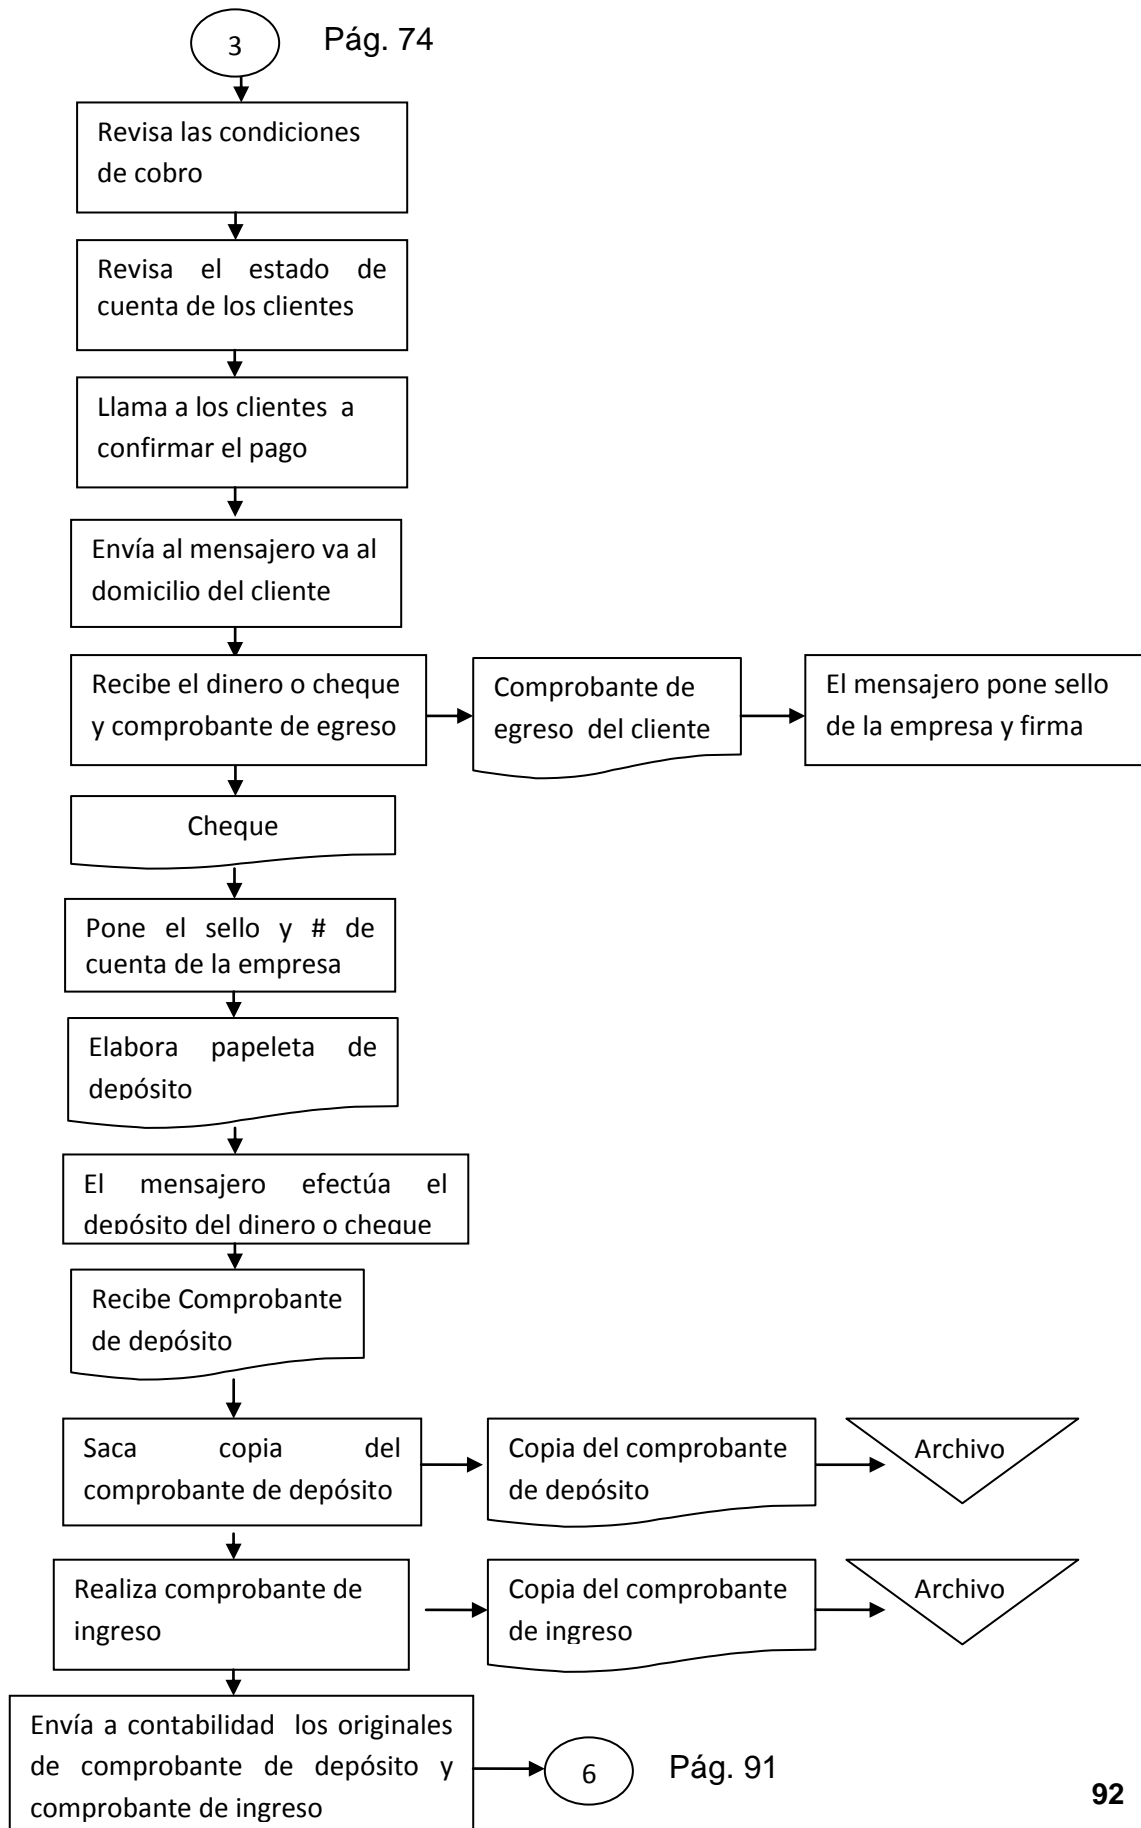 3 Pág. 74
Revisa las condiciones
de cobro
Revisa el estado de
cuenta de los clientes
Llama a los clientes a
confirmar el pago
Envía al mensajero va al
domicilio del cliente
Recibe el dinero o cheque
y comprobante de egreso
Comprobante de
egreso del cliente
El mensajero pone sello
de la empresa y firma
Cheque
Pone el sello y # de
cuenta de la empresa
Elabora papeleta de
depósito
El mensajero efectúa el
depósito del dinero o cheque
Recibe Comprobante
de depósito
Saca copia del
comprobante de depósito
Copia del comprobante
de depósito
Archivo
Realiza comprobante de
ingreso
Copia del comprobante
de ingreso
Archivo
Envía a contabilidad los originales
de comprobante de depósito y
comprobante de ingreso
6 Pág. 91
92